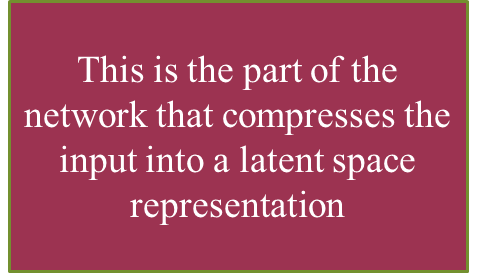 This is the part of the
network that compresses the
input into a latent space
representation